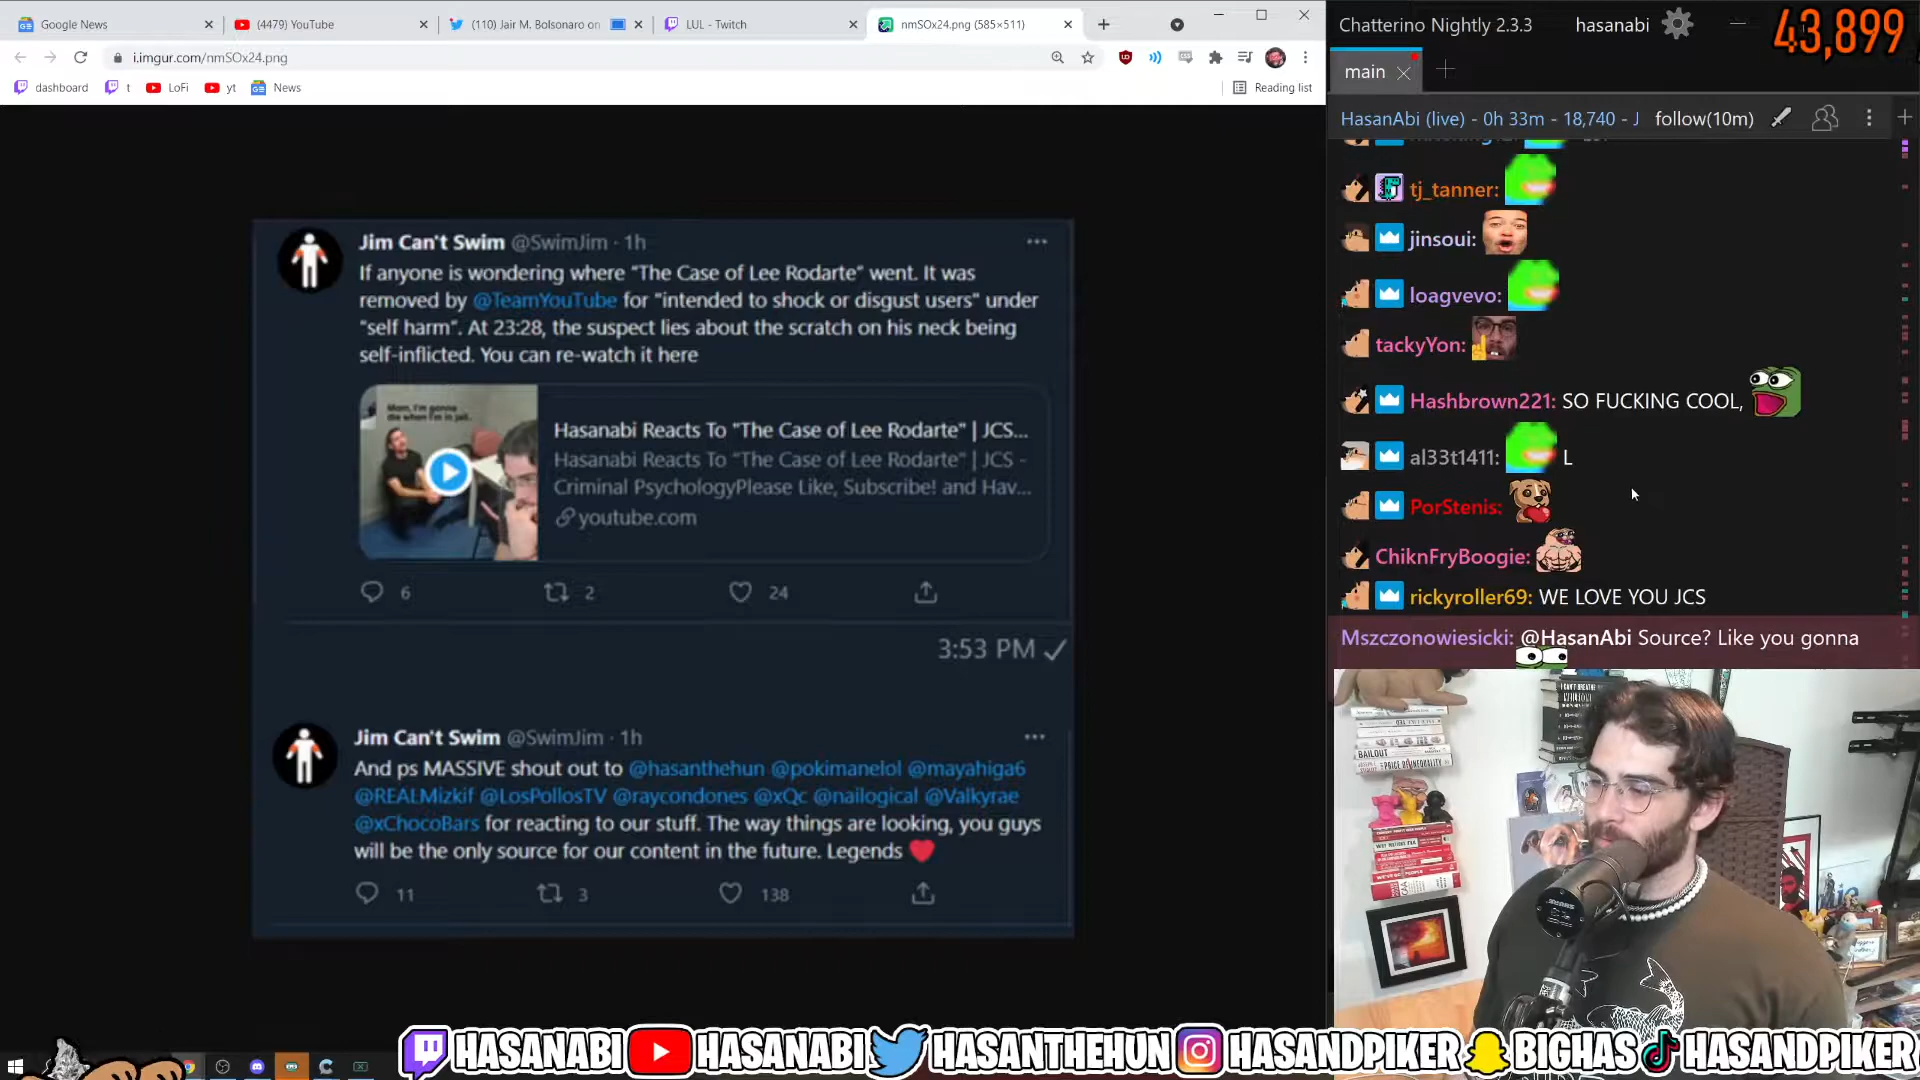 Google News
(4479) YouTube
(110) Jair M. Bolsonaro on
LUL - Twitch
nmSOx24.png (585×511)
i.imgur.com/nmSOx24.png
dashboard
t
LoFi
yt
News
Reading list
Jim Can't Swim @SwimJim · 1h
If anyone is wondering where "The Case of Lee Rodarte" went. It was
removed by @TeamYouTube for "intended to shock or disgust users" under
"self harm". At 23:28, the suspect lies about the scratch on his neck being
self-inflicted. You can re-watch it here
Mom, I'm gonna
die when I'm in jail.
Hasanabi Reacts To "The Case of Lee Rodarte" | JCS...
Hasanabi Reacts To "The Case of Lee Rodarte" | JCS -
Criminal PsychologyPlease Like, Subscribe! and Hav...
youtube.com
6
2
24
3:53 PM ✓
Jim Can't Swim @SwimJim · 1h
And ps MASSIVE shout out to @hasanthehun @pokimanelol @mayahiga6
@REALMizkif @LosPollosTV @raycondones @xQc @nailogical @Valkyrae
@xChocoBars for reacting to our stuff. The way things are looking, you guys
will be the only source for our content in the future. Legends ❤
11
3
138
Chatterino Nightly 2.3.3
hasanabi
43,899
main
HasanAbi (live) - 0h 33m - 18,740 - J
follow(10m)
tj_tanner:
jinsoui:
loagvevo:
tackyYon:
Hashbrown221: SO FUCKING COOL,
al33t1411: L
PorStenis:
ChiknFryBoogie:
rickyroller69: WE LOVE YOU JCS
Mszczonowiesicki: @HasanAbi Source? Like you gonna
BAILOUT
PRICE OF INEQUALITY
HASANABI
HASANABI
HASANTHEHUN
HASANDPIKER
BIGHAS
HASANDPIKER